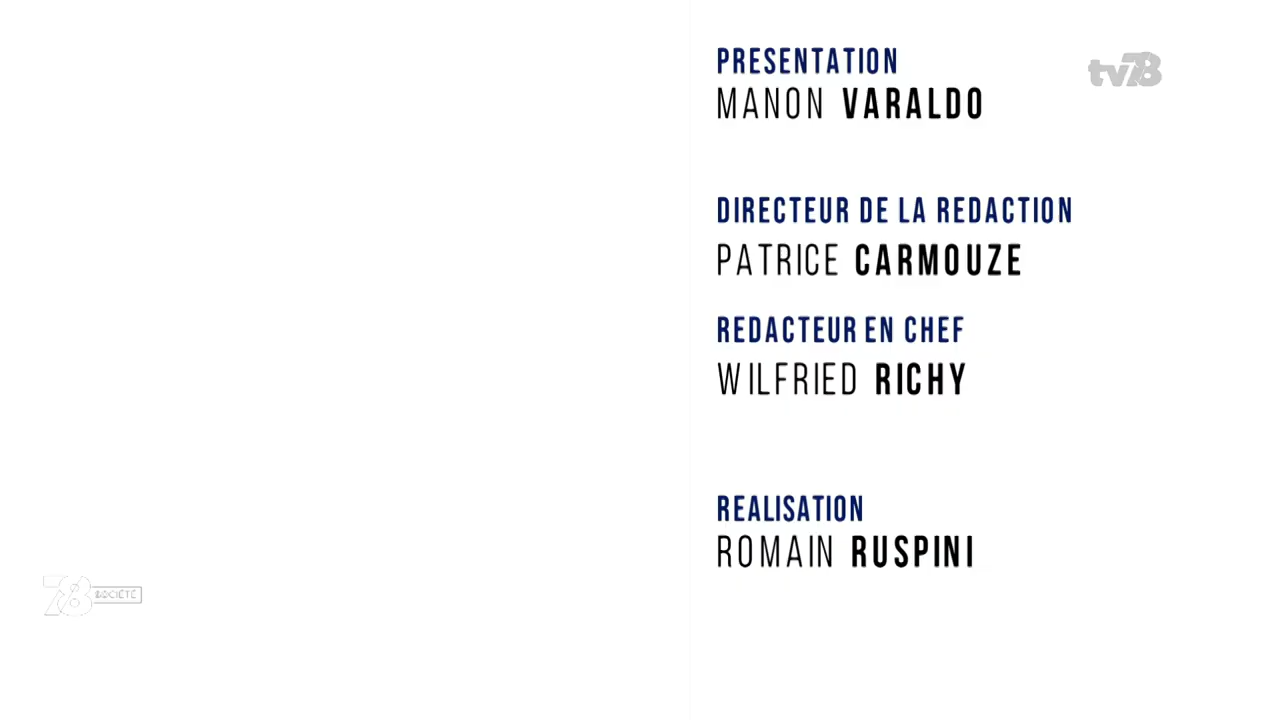 PRESENTATION
tv78
MANON VARALDO
DIRECTEUR DE LA REDACTION
PATRICE CARMOUZE
REDACTEUR EN CHEF
WILFRIED RICHY
REALISATION
ROMAIN RUSPINI
78 SOCIÉTÉ